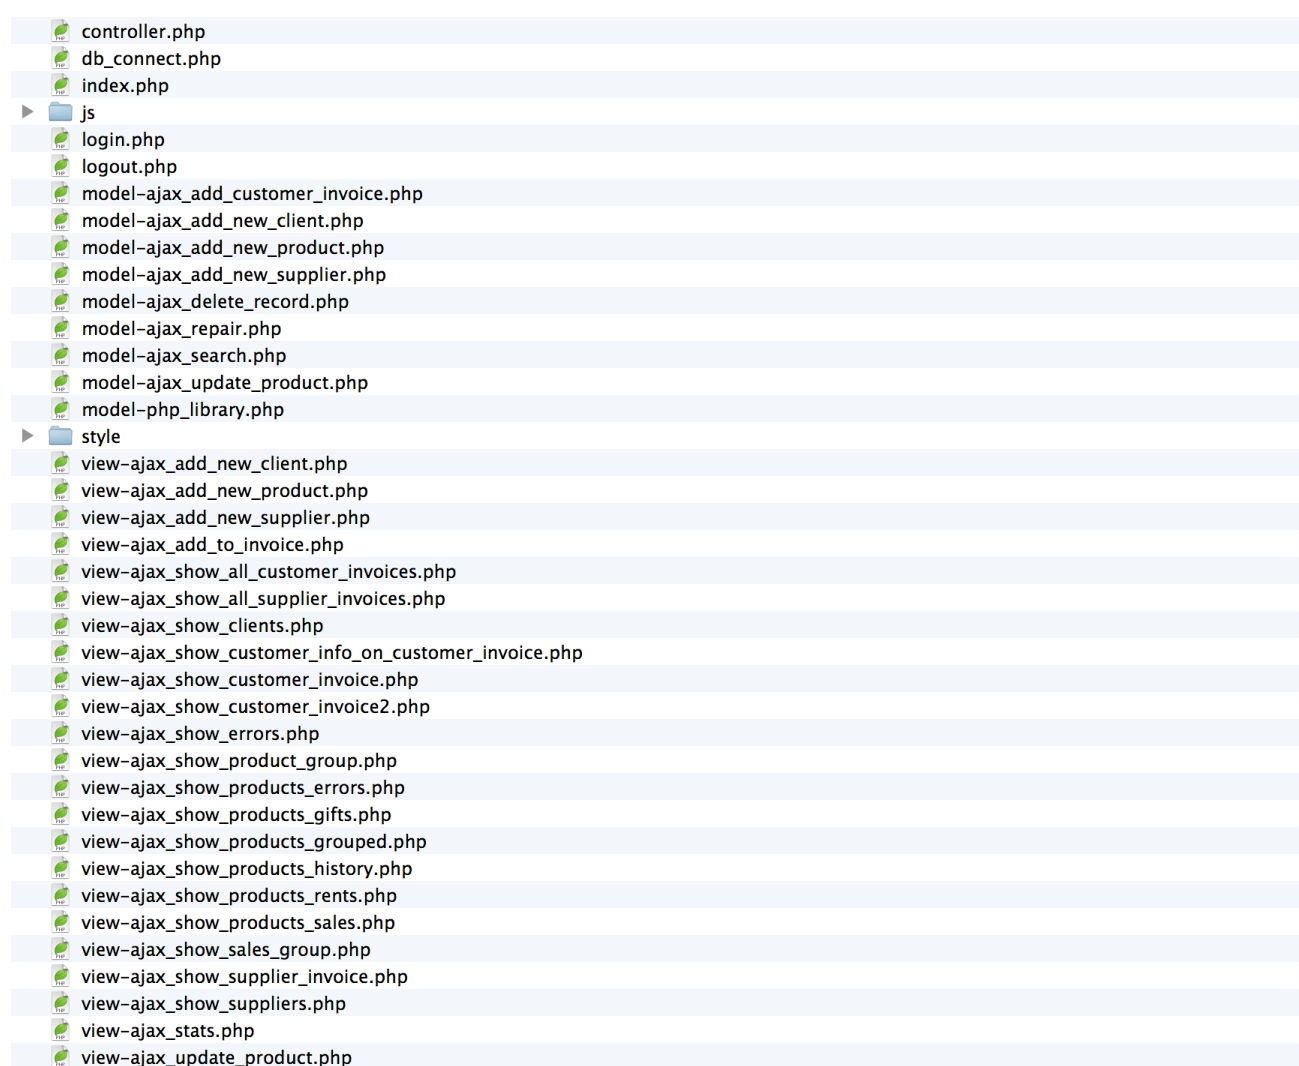 controller.php
db_connect.php
index.php
js
login.php
logout.php
model-ajax_add_customer_invoice.php
model-ajax_add_new_client.php
model-ajax_add_new_product.php
model-ajax_add_new_supplier.php
model-ajax_delete_record.php
model-ajax_repair.php
model-ajax_search.php
model-ajax_update_product.php
model-php_library.php
style
view-ajax_add_new_client.php
view-ajax_add_new_product.php
view-ajax_add_new_supplier.php
view-ajax_add_to_invoice.php
view-ajax_show_all_customer_invoices.php
view-ajax_show_all_supplier_invoices.php
view-ajax_show_clients.php
view-ajax_show_customer_info_on_customer_invoice.php
view-ajax_show_customer_invoice.php
view-ajax_show_customer_invoice2.php
view-ajax_show_errors.php
view-ajax_show_product_group.php
view-ajax_show_products_errors.php
view-ajax_show_products_gifts.php
view-ajax_show_products_grouped.php
view-ajax_show_products_history.php
view-ajax_show_products_rents.php
view-ajax_show_products_sales.php
view-ajax_show_sales_group.php
view-ajax_show_supplier_invoice.php
view-ajax_show_suppliers.php
view-ajax_stats.php
view-ajax_update_product.php